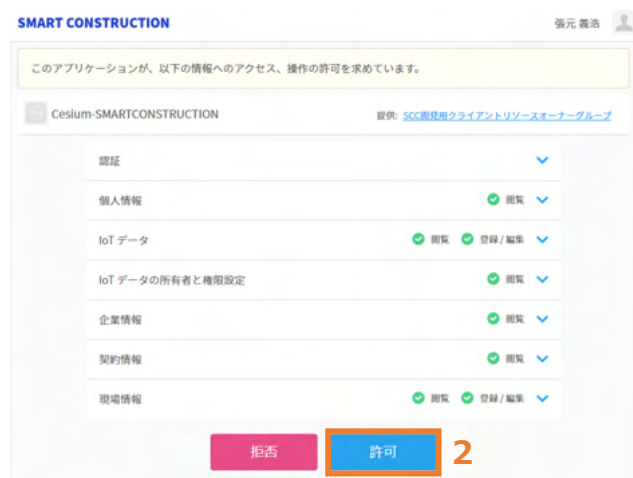 SMART CONSTRUCTION 張元 義浩
このアプリケーションが、以下の情報へのアクセス、操作の許可を求めています。
Cesium-SMARTCONSTRUCTION 提供: SCC開発用クライアントリソースオーナーグループ
認証
個人情報 閲覧
IoT データ 閲覧 登録/編集
IoT データの所有者と権限設定 閲覧
企業情報 閲覧
契約情報 閲覧
現場情報 閲覧 登録/編集
拒否 許可 2